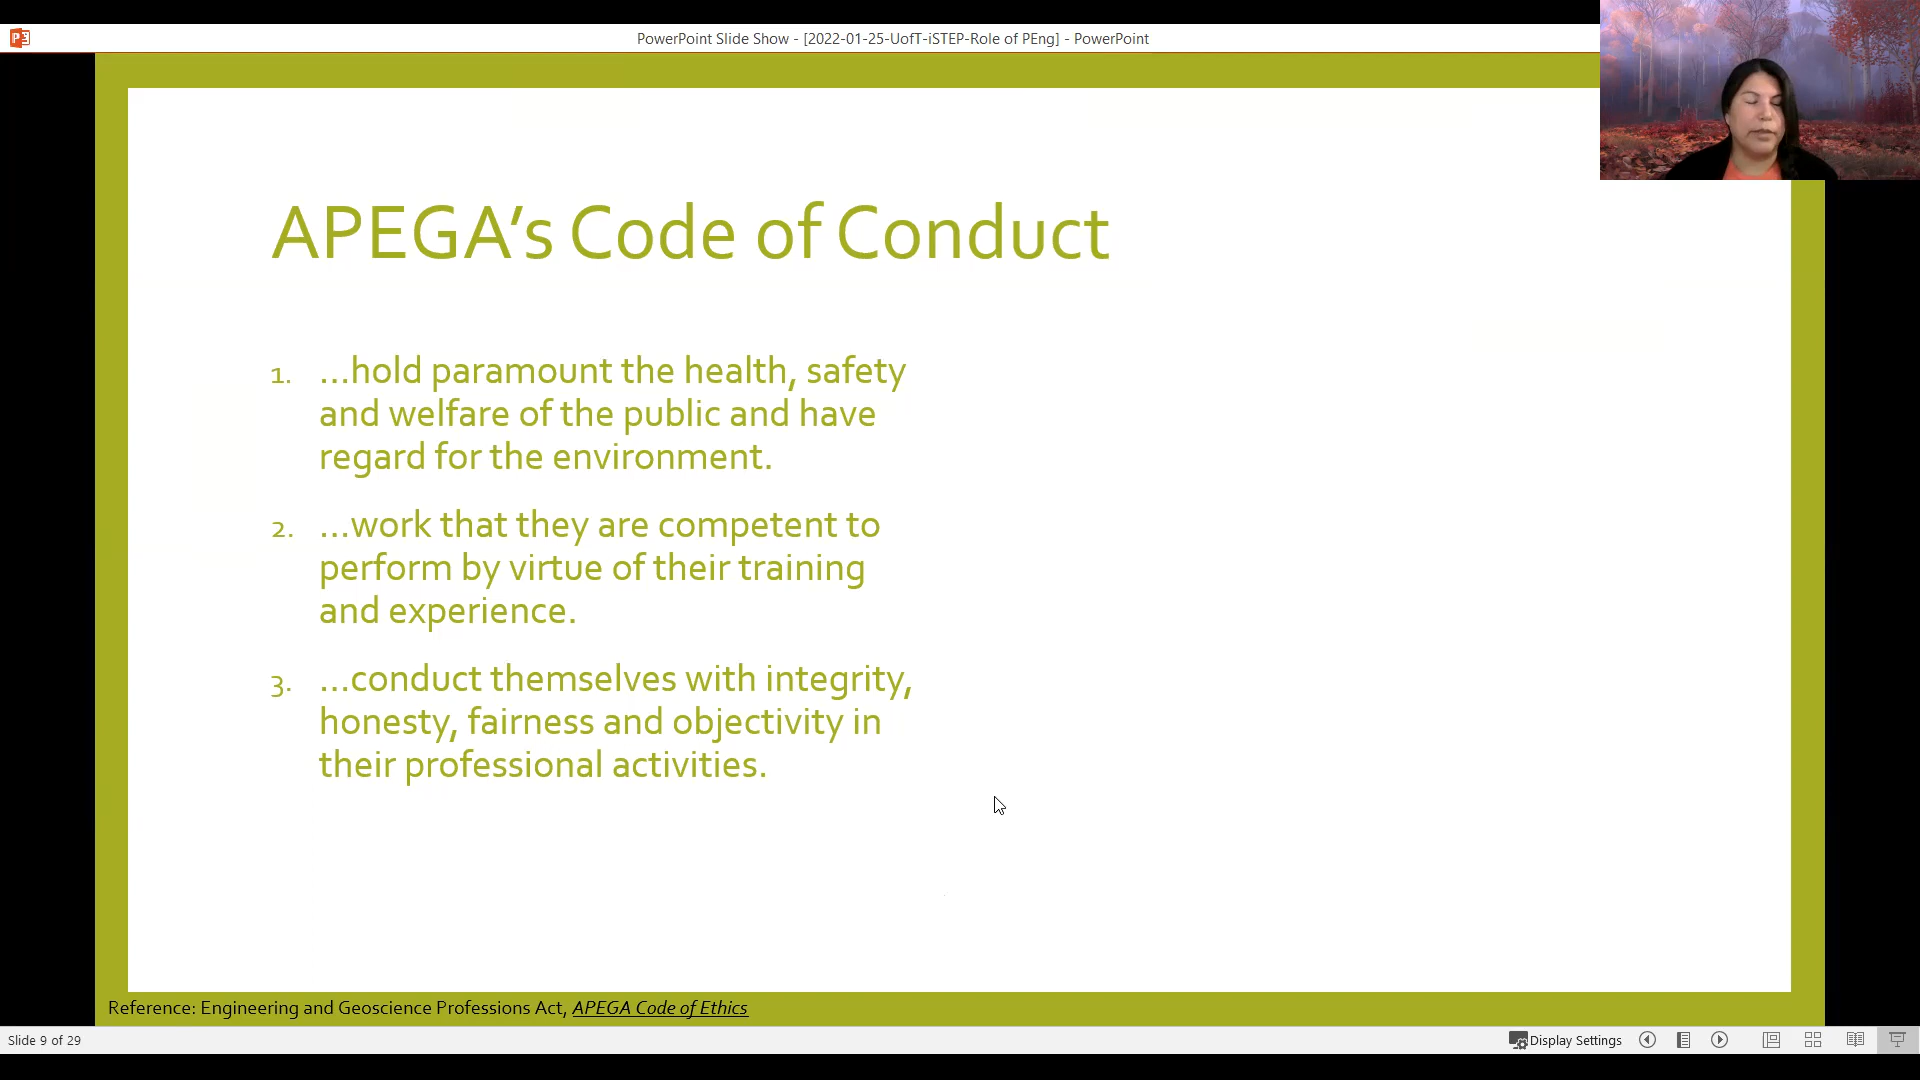 PowerPoint Slide Show - [2022-01-25-UofT-iSTEP-Role of PEng] - PowerPoint
APEGA's Code of Conduct
1. …hold paramount the health, safety
and welfare of the public and have
regard for the environment.
2. …work that they are competent to
perform by virtue of their training
and experience.
3. …conduct themselves with integrity,
honesty, fairness and objectivity in
their professional activities.
Reference: Engineering and Geoscience Professions Act, APEGA Code of Ethics
Slide 9 of 29
Display Settings